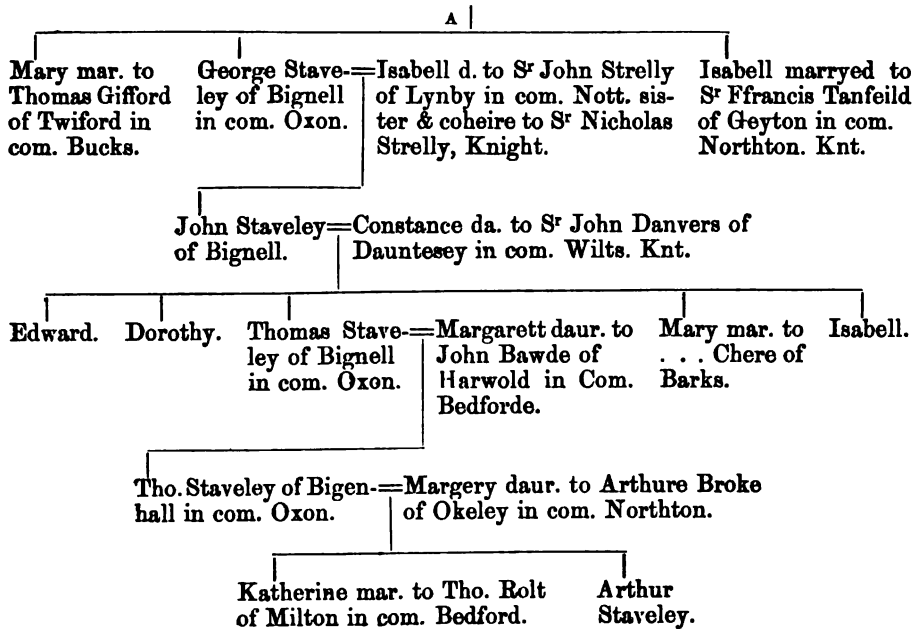 A
Mary mar. to
Thomas Gifford
of Twiford in
com. Bucks.
George Stave-
ley of Bignell
in com. Oxon.
=Isabell d. to Sʳ John Strelly
of Lynby in com. Nott. sis-
ter & coheire to Sʳ Nicholas
Strelly, Knight.
Isabell marryed to
Sʳ Ffrancis Tanfeild
of Geyton in com.
Northton. Knt.
John Staveley=Constance da. to Sʳ John Danvers of
of Bignell.
Dauntesey in com. Wilts. Knt.
Edward.
Dorothy.
Thomas Stave-
ley of Bignell
in com. Oxon.
=Margarett daur. to
John Bawde of
Harwold in Com.
Bedforde.
Mary mar. to
. . . Chere of
Barks.
Isabell.
Tho. Staveley of Bigen-
hall in com. Oxon.
=Margery daur. to Arthure Broke
of Okeley in com. Northton.
Katherine mar. to Tho. Rolt
of Milton in com. Bedford.
Arthur
Staveley.